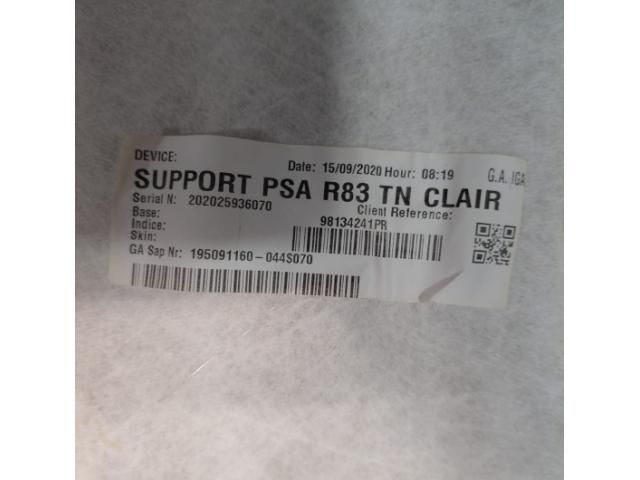 DEVICE: Date: 15/09/2020 Hour: 08:19 G.A. IGA
SUPPORT PSA R83 TN CLAIR
Serial N: 202025936070 Client Reference:
Base: 98134241PR
Indice:
Skin:
GA Sap Nr: 195091160-044S070